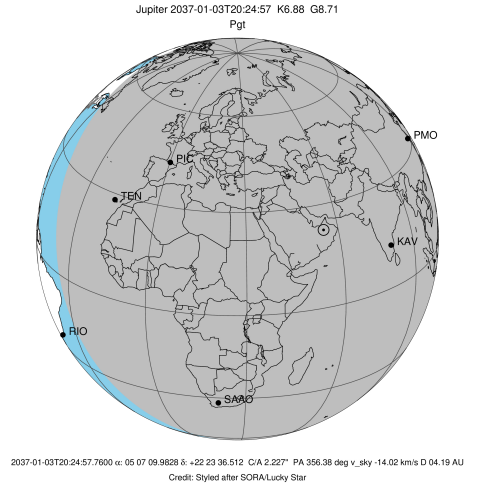 Jupiter 2037-01-03T20:24:57 K6.88 G8.71
Pgt
PMO
PIC
TEN
KAV
RIO
SAAO
2037-01-03T20:24:57.7600 α: 05 07 09.9828 δ: +22 23 36.512 C/A 2.227" PA 356.38 deg v_sky -14.02 km/s D 04.19 AU
Credit: Styled after SORA/Lucky Star